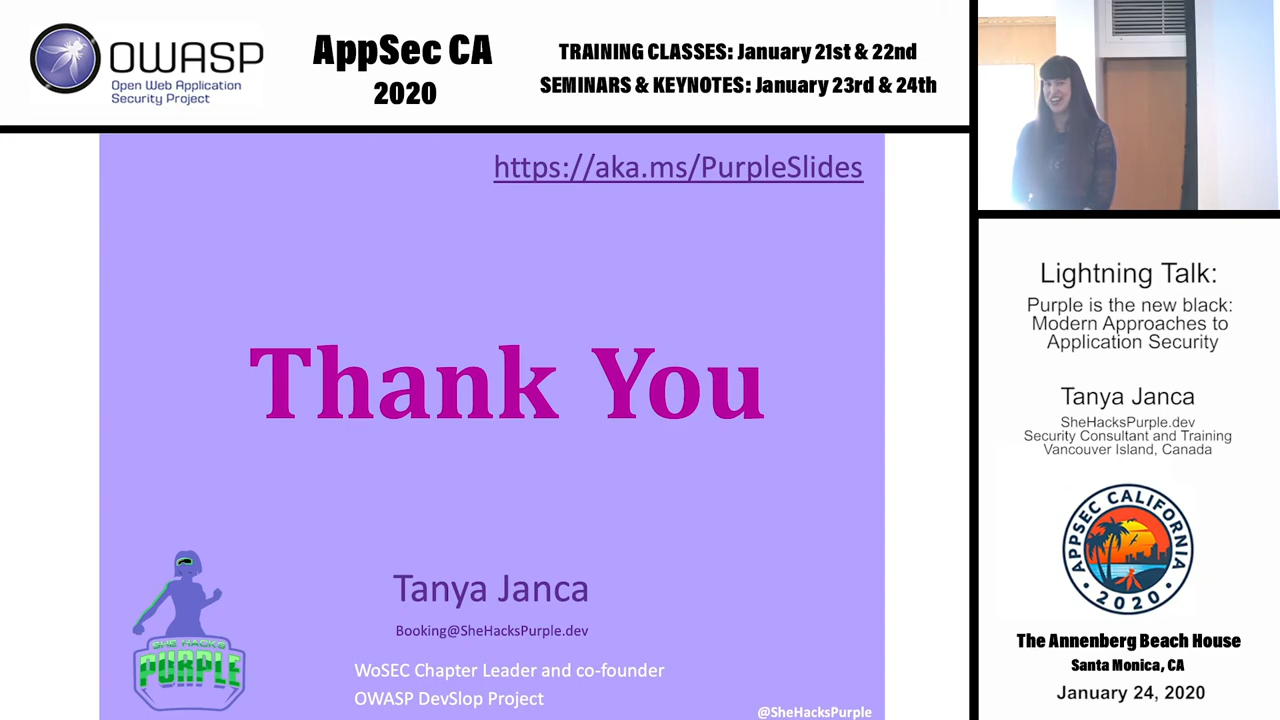 OWASP
Open Web Application
Security Project
AppSec CA
2020
TRAINING CLASSES: January 21st & 22nd
SEMINARS & KEYNOTES: January 23rd & 24th
https://aka.ms/PurpleSlides
Thank You
Tanya Janca
Booking@SheHacksPurple.dev
WoSEC Chapter Leader and co-founder
OWASP DevSlop Project
@SheHacksPurple
SHE HACKS
PURPLE
Lightning Talk:
Purple is the new black:
Modern Approaches to
Application Security
Tanya Janca
SheHacksPurple.dev
Security Consultant and Training
Vancouver Island, Canada
APPSEC CALIFORNIA
2020
The Annenberg Beach House
Santa Monica, CA
January 24, 2020